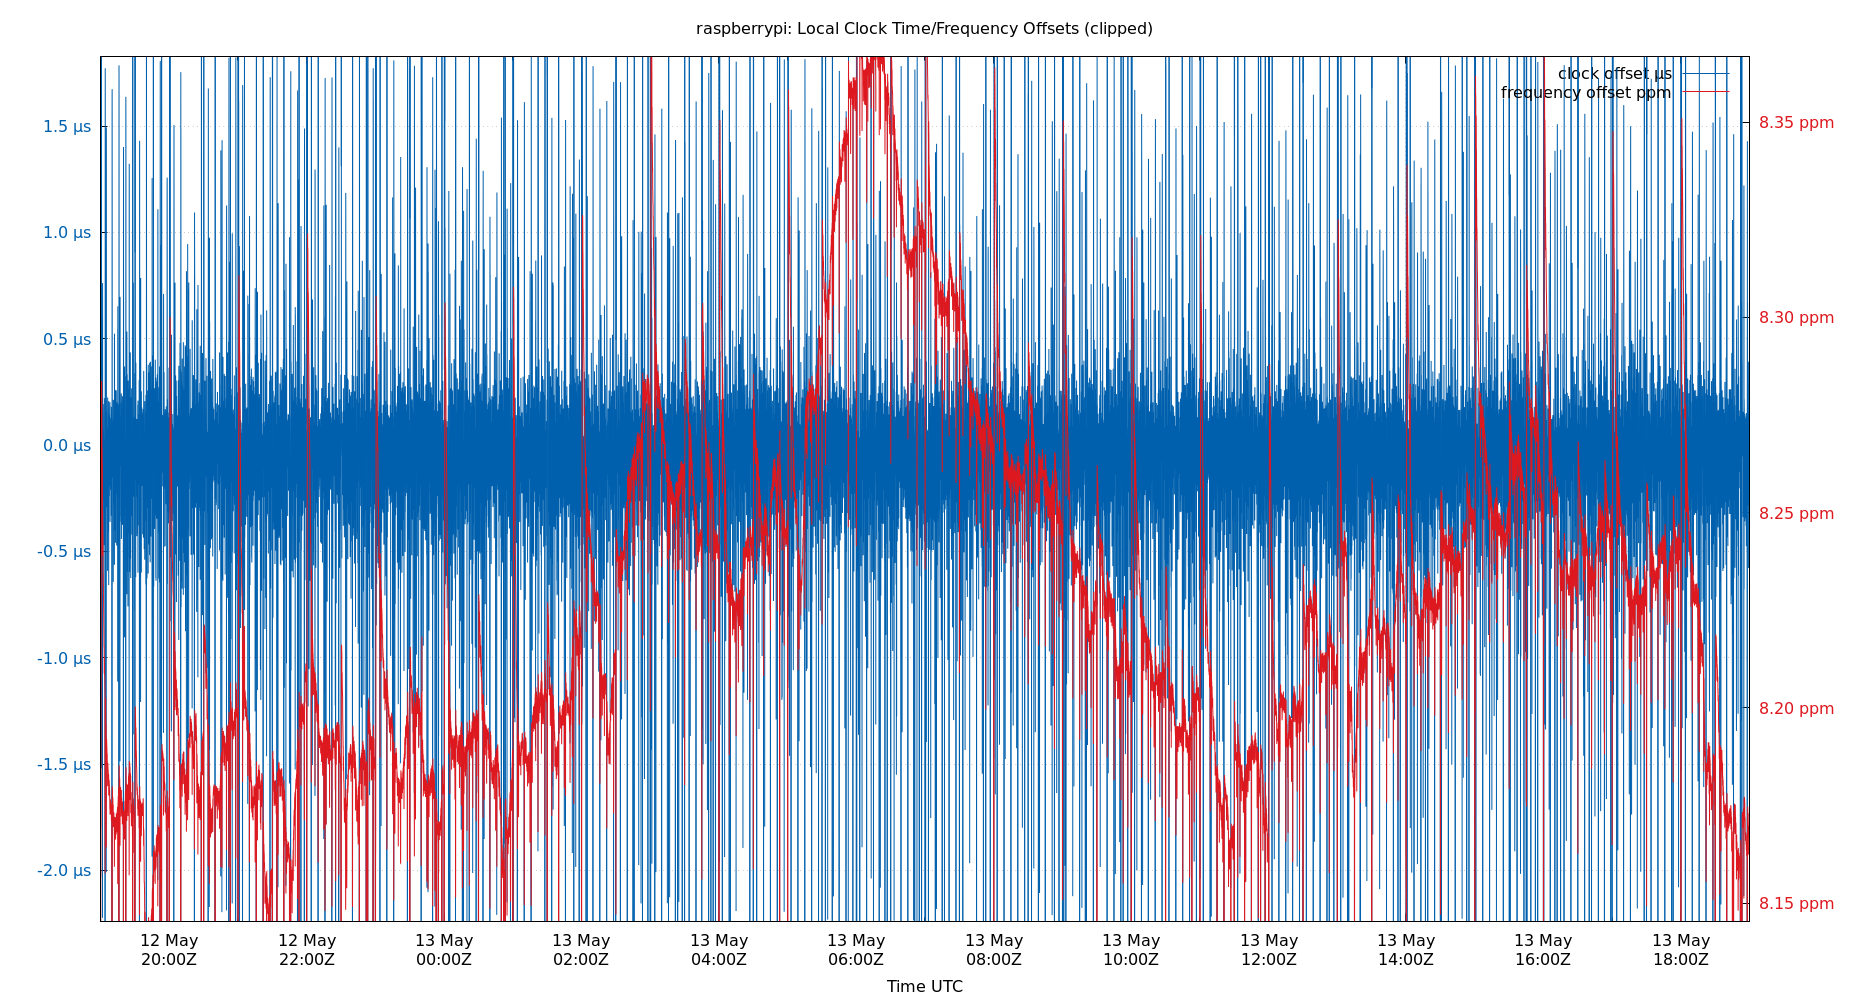 raspberrypi: Local Clock Time/Frequency Offsets (clipped)
clock offset µs
frequency offset ppm
1.5 µs
1.0 µs
0.5 µs
0.0 µs
-0.5 µs
-1.0 µs
-1.5 µs
-2.0 µs
8.35 ppm
8.30 ppm
8.25 ppm
8.20 ppm
8.15 ppm
12 May
20:00Z
12 May
22:00Z
13 May
00:00Z
13 May
02:00Z
13 May
04:00Z
13 May
06:00Z
13 May
08:00Z
13 May
10:00Z
13 May
12:00Z
13 May
14:00Z
13 May
16:00Z
13 May
18:00Z
Time UTC